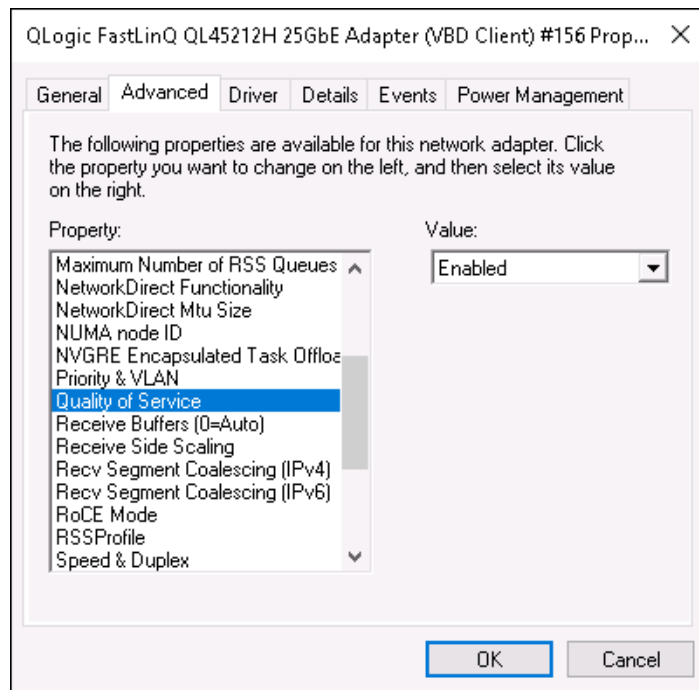 QLogic FastLinQ QL45212H 25GbE Adapter (VBD Client) #156 Prop...
General Advanced Driver Details Events Power Management
The following properties are available for this network adapter. Click
the property you want to change on the left, and then select its value
on the right.
Property: Value:
Maximum Number of RSS Queues Enabled
NetworkDirect Functionality
NetworkDirect Mtu Size
NUMA node ID
NVGRE Encapsulated Task Offloa
Priority & VLAN
Quality of Service
Receive Buffers (0=Auto)
Receive Side Scaling
Recv Segment Coalescing (IPv4)
Recv Segment Coalescing (IPv6)
RoCE Mode
RSSProfile
Speed & Duplex
OK Cancel